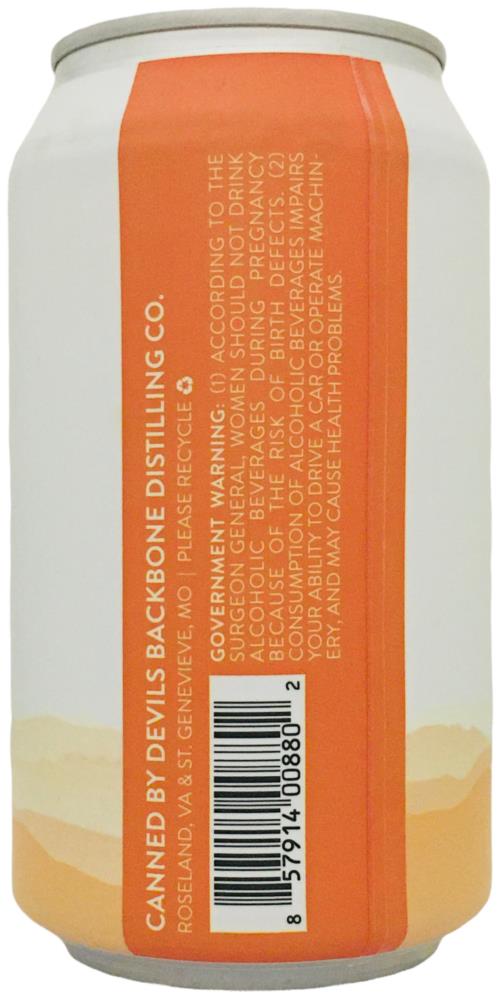 CANNED BY DEVILS BACKBONE DISTILLING CO.
ROSELAND, VA & ST. GENEVIEVE, MO | PLEASE RECYCLE
GOVERNMENT WARNING: (1) ACCORDING TO THE
SURGEON GENERAL, WOMEN SHOULD NOT DRINK
ALCOHOLIC BEVERAGES DURING PREGNANCY
BECAUSE OF THE RISK OF BIRTH DEFECTS. (2)
CONSUMPTION OF ALCOHOLIC BEVERAGES IMPAIRS
YOUR ABILITY TO DRIVE A CAR OR OPERATE MACHIN-
ERY, AND MAY CAUSE HEALTH PROBLEMS.
8 57914 00880 2